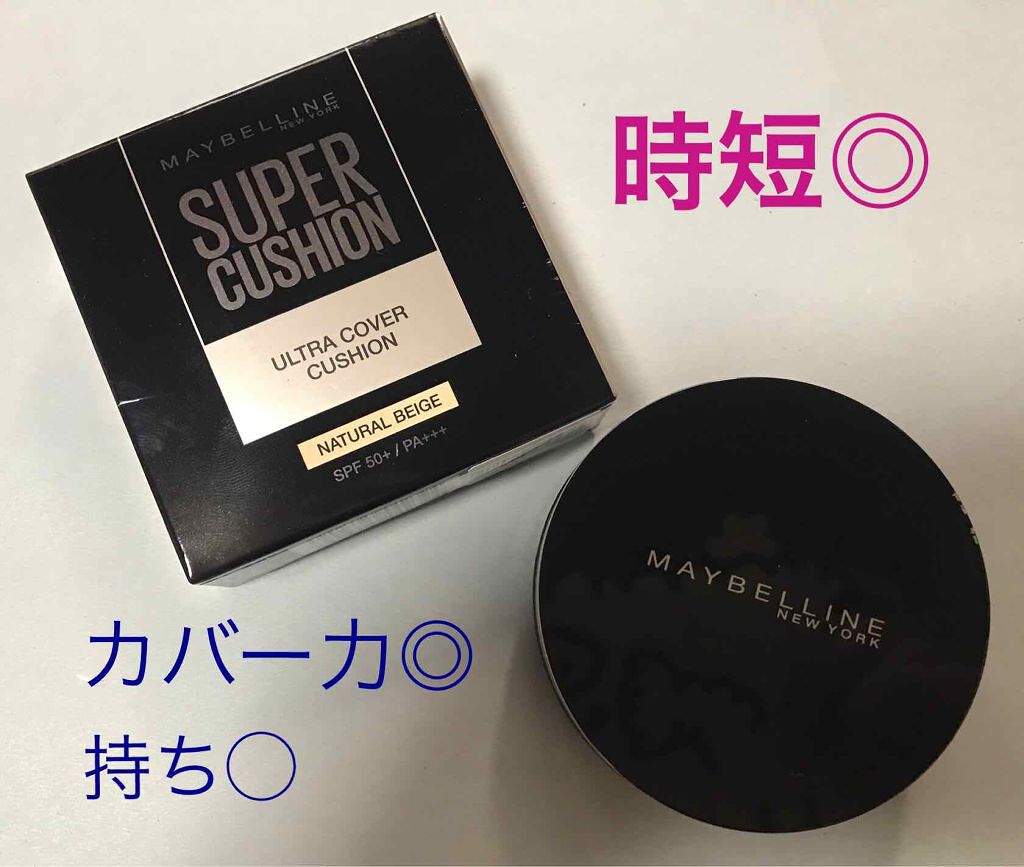 MAYBELLINE
NEW YORK
SUPER
CUSHION
ULTRA COVER
CUSHION
NATURAL BEIGE
SPF 50+ / PA+++
時短◎
MAYBELLINE
NEW YORK
カバー力◎
持ち○